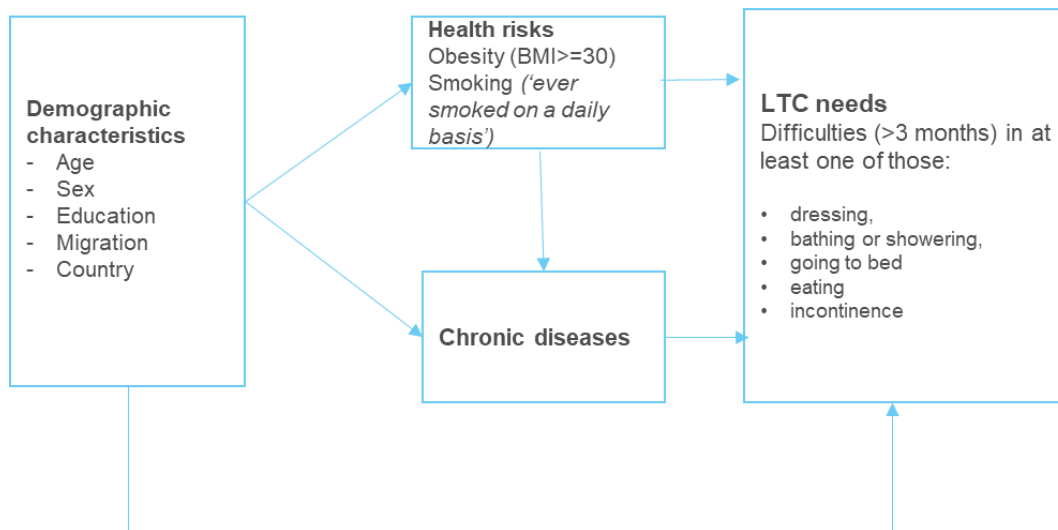 Demographic
characteristics
- Age
- Sex
- Education
- Migration
- Country
Health risks
Obesity (BMI>=30)
Smoking (‘ever
smoked on a daily
basis’)
Chronic diseases
LTC needs
Difficulties (>3 months) in at
least one of those:
• dressing,
• bathing or showering,
• going to bed
• eating
• incontinence